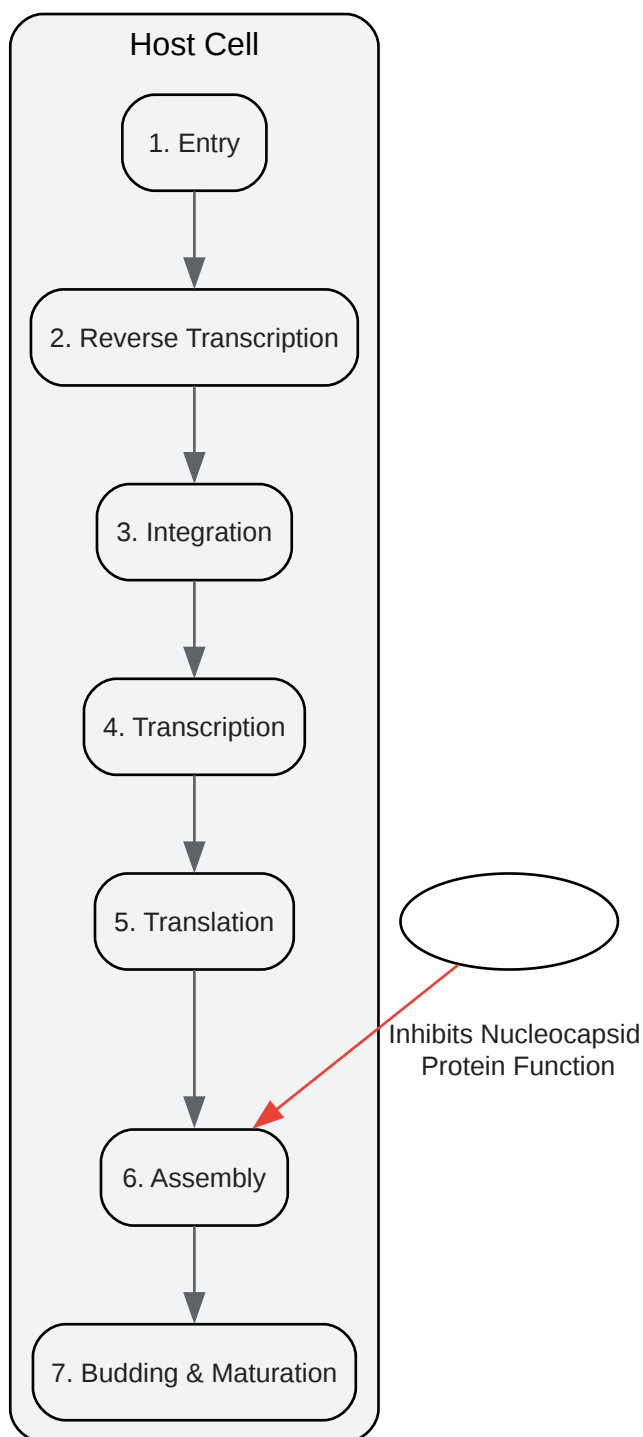 Host Cell
1. Entry
2. Reverse Transcription
3. Integration
4. Transcription
5. Translation
Inhibits Nucleocapsid
Protein Function
6. Assembly
7. Budding & Maturation